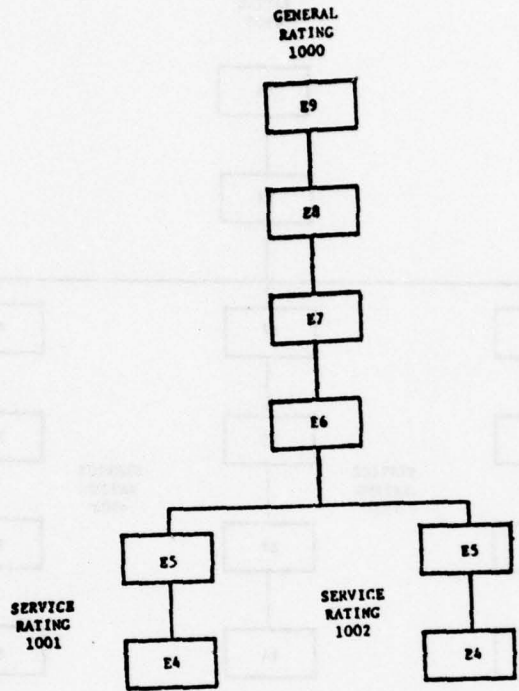 GENERAL
RATING
1000
E9
E8
E7
E6
E5
E5
SERVICE
RATING
1001
SERVICE
RATING
1002
E4
E4